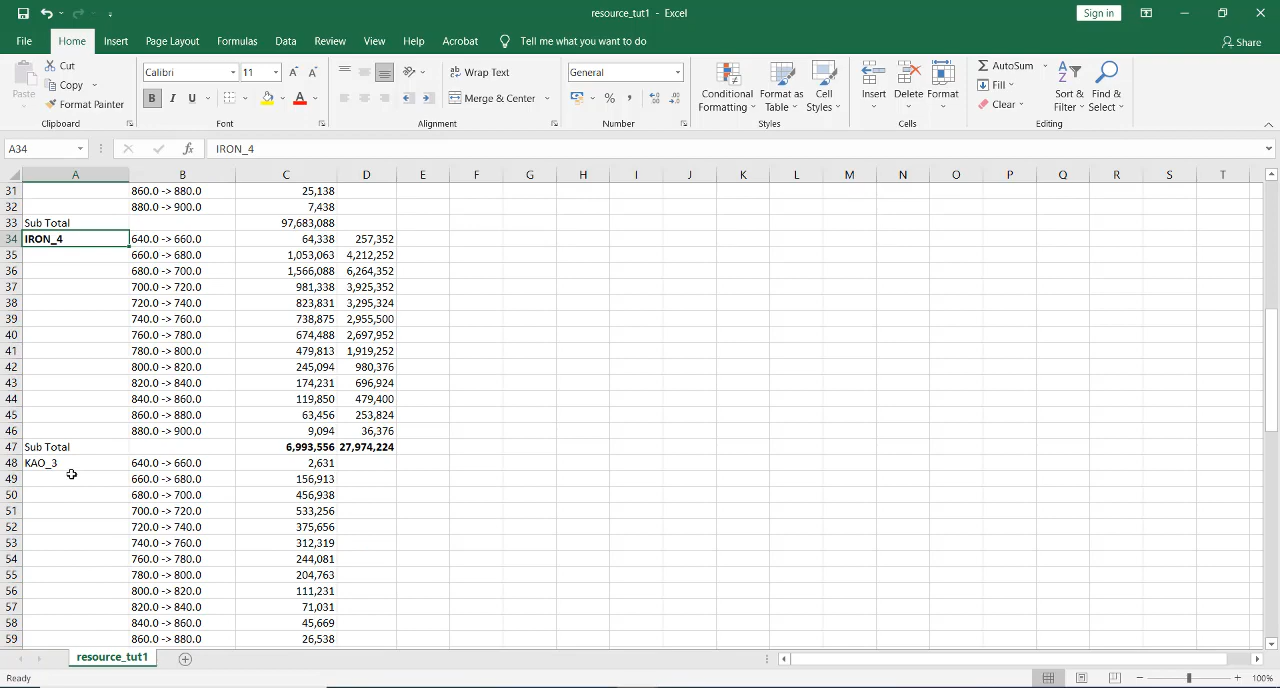 resource_tut1 - Excel
Sign in
File Home Insert Page Layout Formulas Data Review View Help Acrobat Tell me what you want to do Share
Paste
Cut
Copy
Format Painter
Clipboard
Calibri 11
B I U
Font
Wrap Text
Merge & Center
Alignment
General
Number
Conditional Formatting
Format as Table
Cell Styles
Styles
Insert Delete Format
Cells
AutoSum
Fill
Clear
Sort & Filter
Find & Select
Editing
A34 fx IRON_4
A B C D E F G H I J K L M N O P Q R S T
31 860.0 -> 880.0 25,138
32 880.0 -> 900.0 7,438
33 Sub Total 97,683,088
34 IRON_4 640.0 -> 660.0 64,338 257,352
35 660.0 -> 680.0 1,053,063 4,212,252
36 680.0 -> 700.0 1,566,088 6,264,352
37 700.0 -> 720.0 981,338 3,925,352
38 720.0 -> 740.0 823,831 3,295,324
39 740.0 -> 760.0 738,875 2,955,500
40 760.0 -> 780.0 674,488 2,697,952
41 780.0 -> 800.0 479,813 1,919,252
42 800.0 -> 820.0 245,094 980,376
43 820.0 -> 840.0 174,231 696,924
44 840.0 -> 860.0 119,850 479,400
45 860.0 -> 880.0 63,456 253,824
46 880.0 -> 900.0 9,094 36,376
47 Sub Total 6,993,556 27,974,224
48 KAO_3 640.0 -> 660.0 2,631
49 660.0 -> 680.0 156,913
50 680.0 -> 700.0 456,938
51 700.0 -> 720.0 533,256
52 720.0 -> 740.0 375,656
53 740.0 -> 760.0 312,319
54 760.0 -> 780.0 244,081
55 780.0 -> 800.0 204,763
56 800.0 -> 820.0 111,231
57 820.0 -> 840.0 71,031
58 840.0 -> 860.0 45,669
59 860.0 -> 880.0 26,538
resource_tut1
Ready 100%